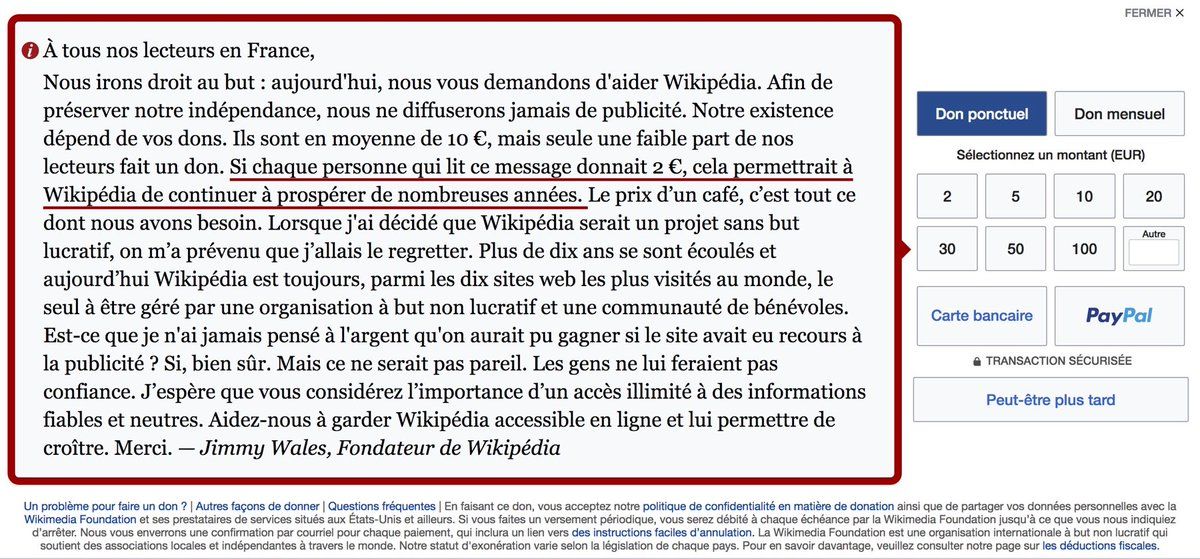 FERMER ✕
À tous nos lecteurs en France,
Nous irons droit au but : aujourd'hui, nous vous demandons d'aider Wikipédia. Afin de
préserver notre indépendance, nous ne diffuserons jamais de publicité. Notre existence
dépend de vos dons. Ils sont en moyenne de 10 €, mais seule une faible part de nos
lecteurs fait un don. Si chaque personne qui lit ce message donnait 2 €, cela permettrait à
Wikipédia de continuer à prospérer de nombreuses années. Le prix d’un café, c’est tout ce
dont nous avons besoin. Lorsque j'ai décidé que Wikipédia serait un projet sans but
lucratif, on m’a prévenu que j’allais le regretter. Plus de dix ans se sont écoulés et
aujourd’hui Wikipédia est toujours, parmi les dix sites web les plus visités au monde, le
seul à être géré par une organisation à but non lucratif et une communauté de bénévoles.
Est-ce que je n'ai jamais pensé à l'argent qu'on aurait pu gagner si le site avait eu recours à
la publicité ? Si, bien sûr. Mais ce ne serait pas pareil. Les gens ne lui feraient pas
confiance. J’espère que vous considérez l’importance d’un accès illimité à des informations
fiables et neutres. Aidez-nous à garder Wikipédia accessible en ligne et lui permettre de
croître. Merci. — Jimmy Wales, Fondateur de Wikipédia
Don ponctuel Don mensuel
Sélectionnez un montant (EUR)
2 5 10 20
30 50 100 Autre
Carte bancaire PayPal
TRANSACTION SÉCURISÉE
Peut-être plus tard
Un problème pour faire un don ? | Autres façons de donner | Questions fréquentes | En faisant ce don, vous acceptez notre politique de confidentialité en matière de donation ainsi que de partager vos données personnelles avec la
Wikimedia Foundation et ses prestataires de services situés aux États-Unis et ailleurs. Si vous faites un versement périodique, vous serez débité à chaque échéance par la Wikimedia Foundation jusqu'à ce que vous nous indiquiez
d'arrêter. Nous vous enverrons une confirmation par courriel pour chaque paiement, qui inclura un lien vers des instructions faciles d'annulation. La Wikimedia Foundation est une organisation internationale à but non lucratif qui
soutient des associations locales et indépendantes à travers le monde. Notre statut d'exonération varie selon la législation de chaque pays. Pour en savoir davantage, veuillez consulter notre page sur les déductions fiscales.